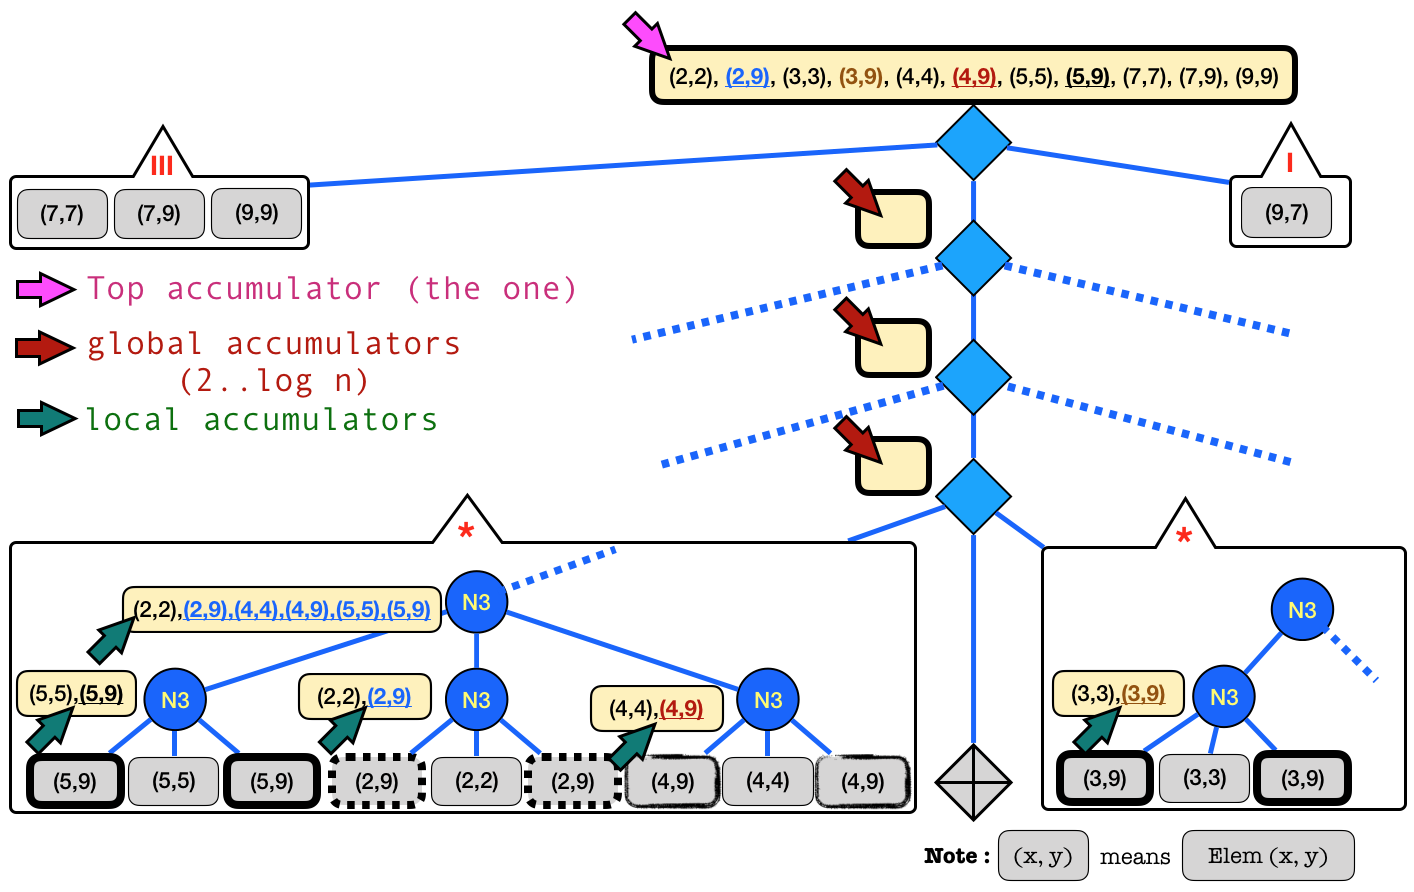 (2,2), (2,9), (3,3), (3,9), (4,4), (4,9), (5,5), (5,9), (7,7), (7,9), (9,9)
III
I
(7,7) (7,9) (9,9)
(9,7)
Top accumulator (the one)
global accumulators
(2..log n)
local accumulators
*
*
(2,2),(2,9),(4,4),(4,9),(5,5),(5,9)
N3
N3
(5,5),(5,9)
N3
(2,2),(2,9)
N3
(4,4),(4,9)
N3
(3,3),(3,9)
N3
(5,9) (5,5) (5,9) (2,9) (2,2) (2,9) (4,9) (4,4) (4,9)
(3,9) (3,3) (3,9)
Note : (x, y) means Elem (x, y)